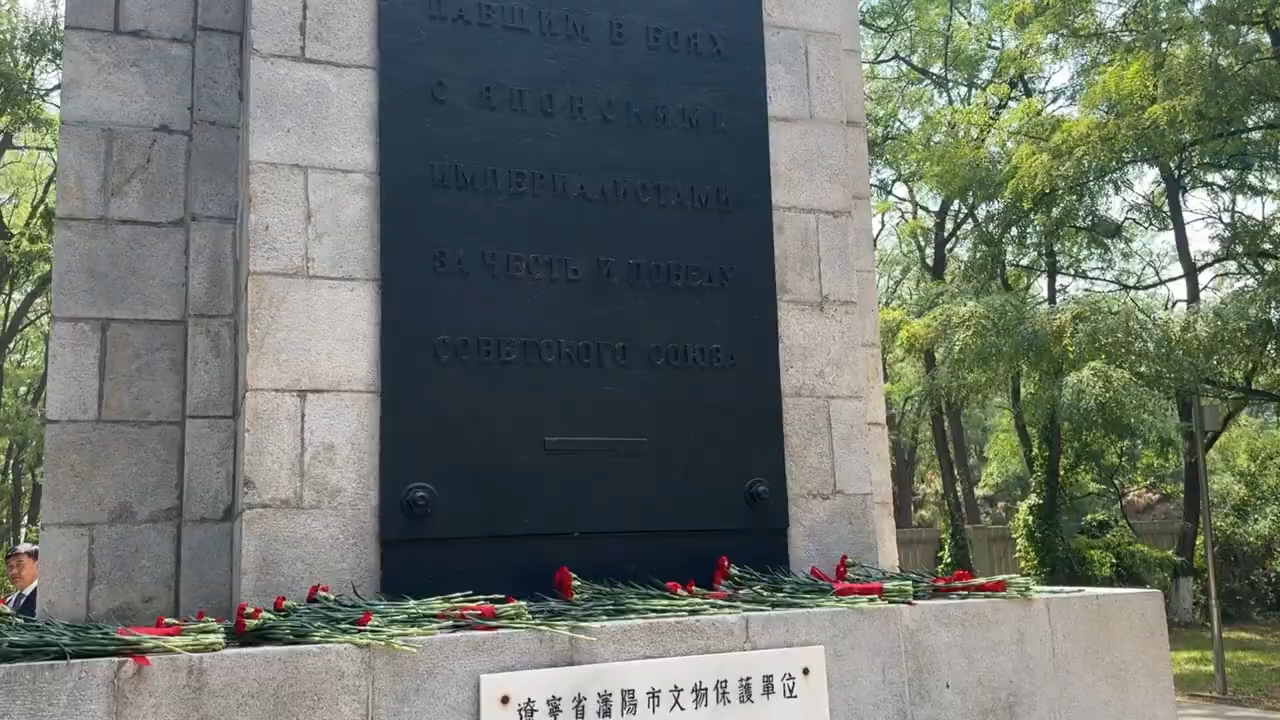 ПАВШИМ В БОЯХ
С ЯПОНСКИМИ
ИМПЕРИАЛИСТАМИ
ЗА ЧЕСТЬ И ПОБЕДУ
СОВЕТСКОГО СОЮЗА
遼寧省瀋陽市文物保護單位